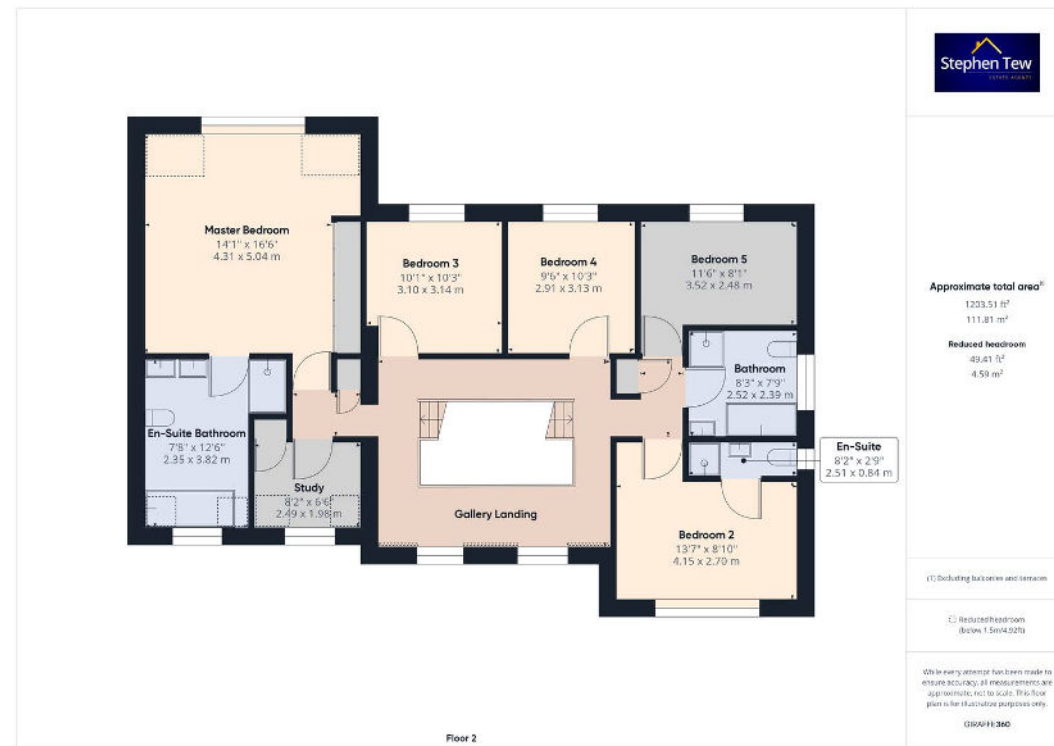 Stephen Tew
ESTATE AGENTS
Master Bedroom
14'1" x 16'6"
4.31 x 5.04 m
Bedroom 3
10'1" x 10'3"
3.10 x 3.14 m
Bedroom 4
9'6" x 10'3"
2.91 x 3.13 m
Bedroom 5
11'6" x 8'1"
3.52 x 2.48 m
Bathroom
8'3" x 7'9"
2.52 x 2.39 m
En-Suite Bathroom
7'8" x 12'6"
2.35 x 3.82 m
Study
8'2" x 6'6
2.49 x 1.98 m
Gallery Landing
En-Suite
8'2" x 2'9"
2.51 x 0.84 m
Bedroom 2
13'7" x 8'10"
4.15 x 2.70 m
Floor 2
Approximate total area⁽¹⁾
1203.51 ft²
111.81 m²
Reduced headroom
49.41 ft²
4.59 m²
(1) Excluding balconies and terraces
Reduced headroom
(below 1.5m/4.92ft)
While every attempt has been made to
ensure accuracy, all measurements are
approximate, not to scale. This floor
plan is for illustrative purposes only.
GIRAFFE360